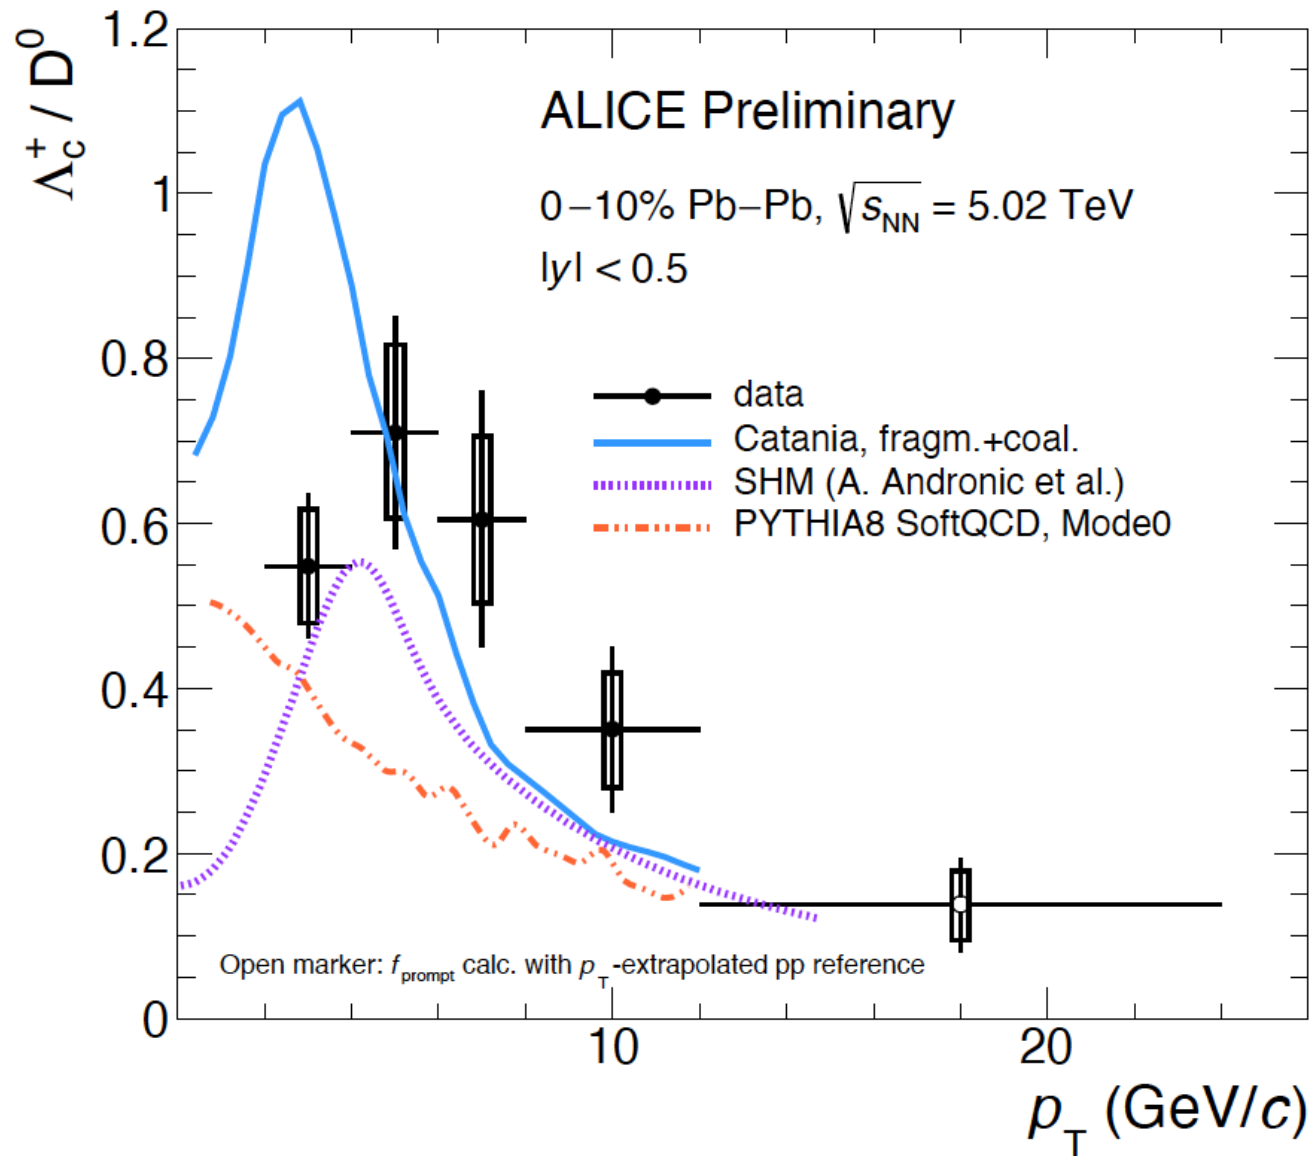 Λc+ / D0
1.2
1
0.8
0.6
0.4
0.2
0
ALICE Preliminary
0−10% Pb−Pb, √sNN = 5.02 TeV
|y| < 0.5
data
Catania, fragm.+coal.
SHM (A. Andronic et al.)
PYTHIA8 SoftQCD, Mode0
Open marker: fprompt calc. with pT-extrapolated pp reference
10
20
pT (GeV/c)